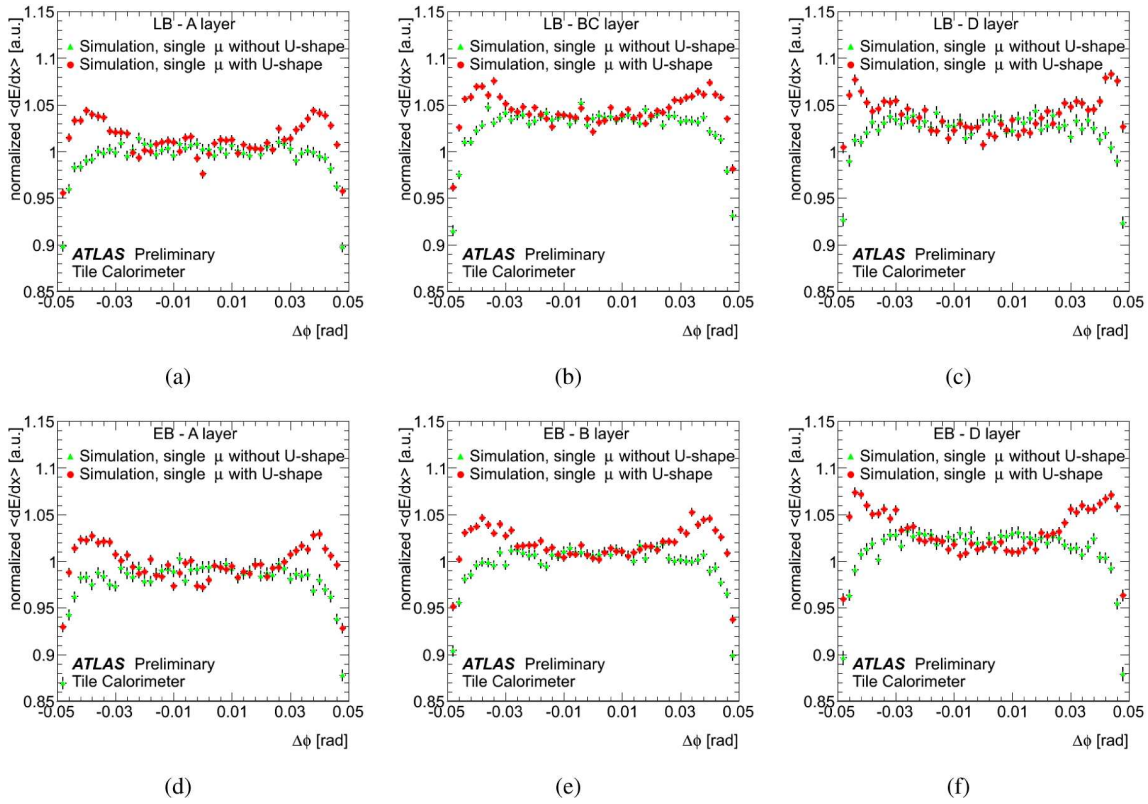 LB - A layer
Simulation, single μ without U-shape
Simulation, single μ with U-shape
normalized <dE/dx> [a.u.]
1.15
1.1
1.05
1
0.95
0.9
0.85
ATLAS Preliminary
Tile Calorimeter
-0.05 -0.03 -0.01 0.01 0.03 0.05
Δϕ [rad]
(a)
LB - BC layer
Simulation, single μ without U-shape
Simulation, single μ with U-shape
normalized <dE/dx> [a.u.]
1.15
1.1
1.05
1
0.95
0.9
0.85
ATLAS Preliminary
Tile Calorimeter
-0.05 -0.03 -0.01 0.01 0.03 0.05
Δϕ [rad]
(b)
LB - D layer
Simulation, single μ without U-shape
Simulation, single μ with U-shape
normalized <dE/dx> [a.u.]
1.15
1.1
1.05
1
0.95
0.9
0.85
ATLAS Preliminary
Tile Calorimeter
-0.05 -0.03 -0.01 0.01 0.03 0.05
Δϕ [rad]
(c)
EB - A layer
Simulation, single μ without U-shape
Simulation, single μ with U-shape
normalized <dE/dx> [a.u.]
1.15
1.1
1.05
1
0.95
0.9
0.85
ATLAS Preliminary
Tile Calorimeter
-0.05 -0.03 -0.01 0.01 0.03 0.05
Δϕ [rad]
(d)
EB - B layer
Simulation, single μ without U-shape
Simulation, single μ with U-shape
normalized <dE/dx> [a.u.]
1.15
1.1
1.05
1
0.95
0.9
0.85
ATLAS Preliminary
Tile Calorimeter
-0.05 -0.03 -0.01 0.01 0.03 0.05
Δϕ [rad]
(e)
EB - D layer
Simulation, single μ without U-shape
Simulation, single μ with U-shape
normalized <dE/dx> [a.u.]
1.15
1.1
1.05
1
0.95
0.9
0.85
ATLAS Preliminary
Tile Calorimeter
-0.05 -0.03 -0.01 0.01 0.03 0.05
Δϕ [rad]
(f)